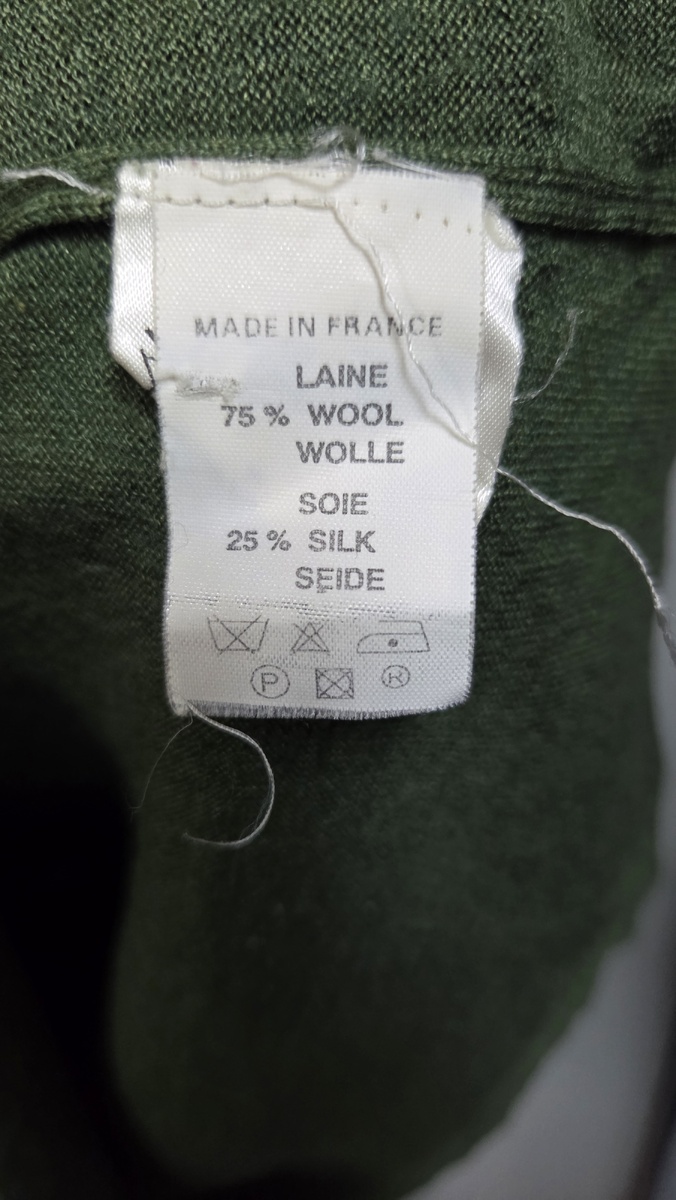 MADE IN FRANCE
LAINE
75 % WOOL
WOLLE
SOIE
25 % SILK
SEIDE
P
®